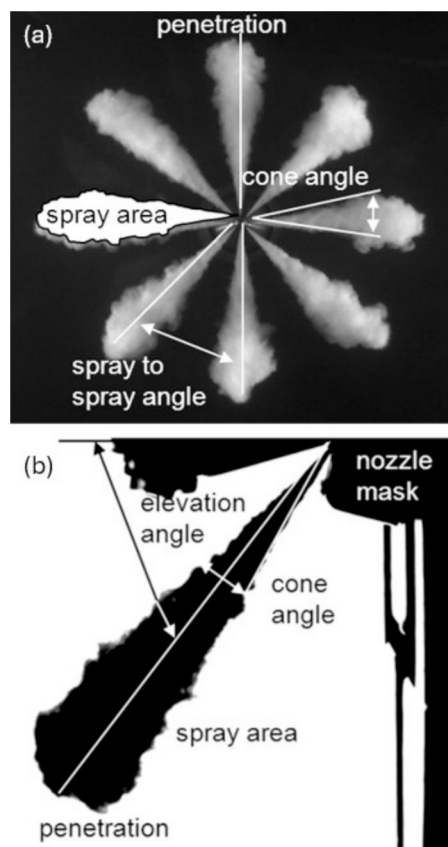 (a)
penetration
cone angle
spray area
spray to
spray angle
(b)
nozzle
mask
elevation
angle
cone
angle
spray area
penetration